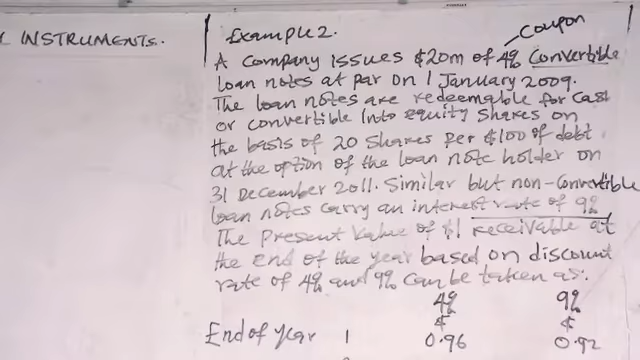 INSTRUMENTS.
Example 2.
coupon
A company issues $20m of 4% Convertible
loan notes at par on 1 January 2009.
The loan notes are redeemable for cash
or convertible into equity shares on
the basis of 20 shares per $100 of debt
at the option of the loan note holder on
31 December 2011. Similar but non-convertible
loan notes carry an interest rate of 9%
The present value of $1 receivable at
the end of the year based on discount
rate of 4% and 9% can be taken as:
4% 9%
$ $
End of year 1 0.96 0.92